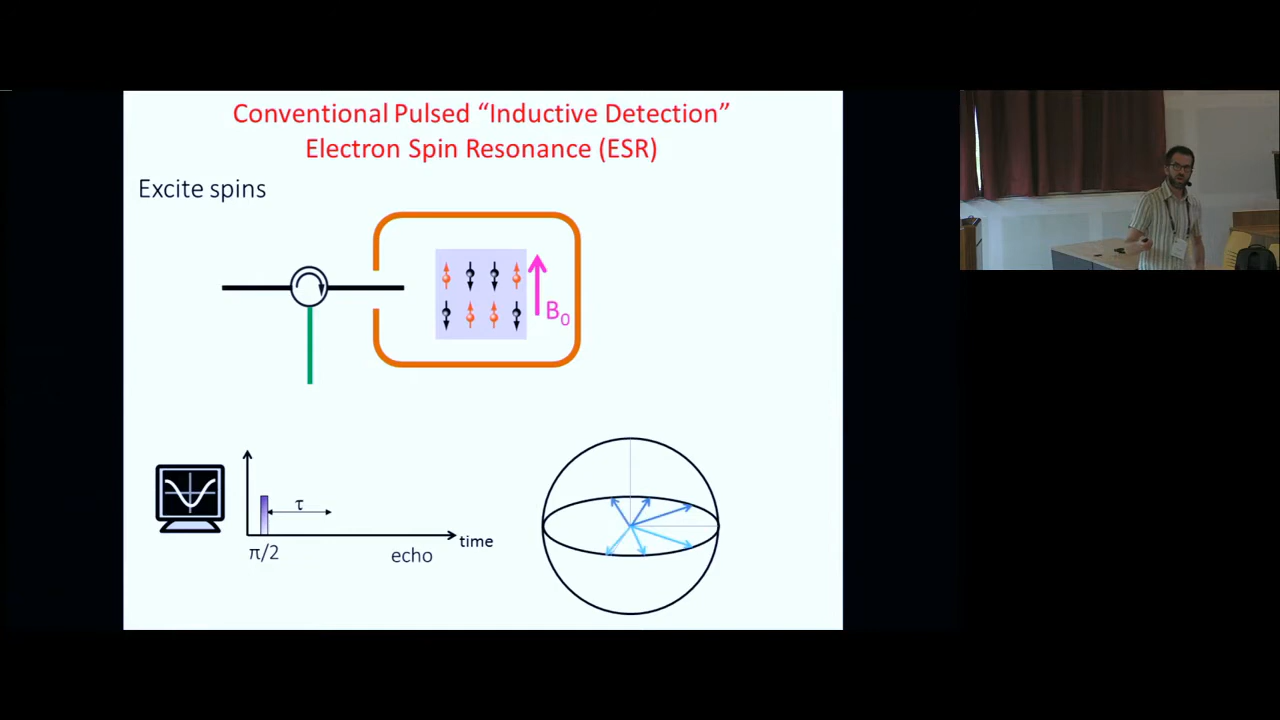 Conventional Pulsed “Inductive Detection”
Electron Spin Resonance (ESR)
Excite spins
B₀
τ
π/2
echo
time